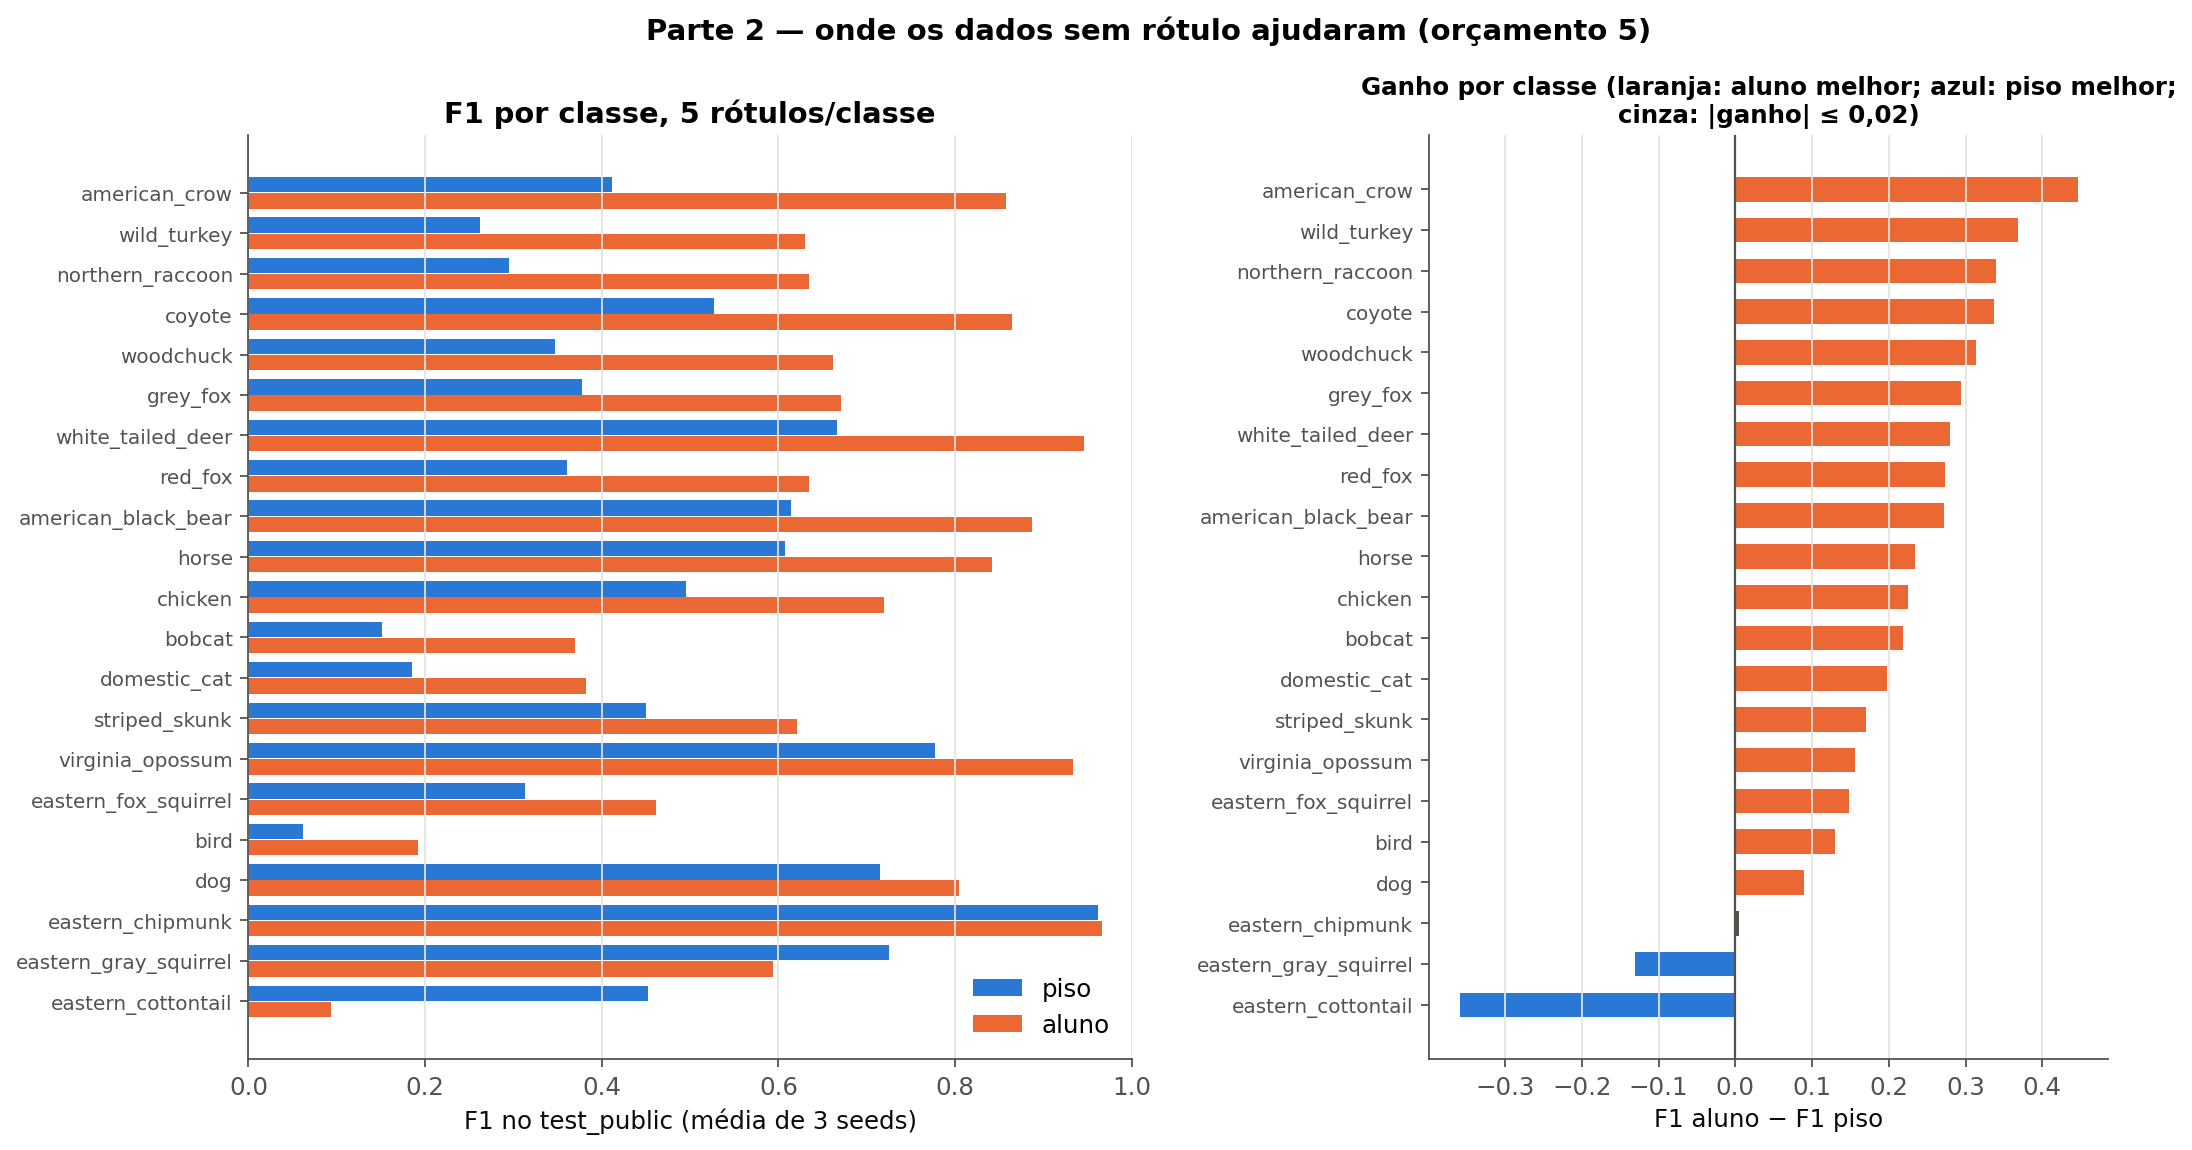 Parte 2 — onde os dados sem rótulo ajudaram (orçamento 5)
F1 por classe, 5 rótulos/classe
american_crow
wild_turkey
northern_raccoon
coyote
woodchuck
grey_fox
white_tailed_deer
red_fox
american_black_bear
horse
chicken
bobcat
domestic_cat
striped_skunk
virginia_opossum
eastern_fox_squirrel
bird
dog
eastern_chipmunk
eastern_gray_squirrel
eastern_cottontail
piso
aluno
0.0 0.2 0.4 0.6 0.8 1.0
F1 no test_public (média de 3 seeds)
Ganho por classe (laranja: aluno melhor; azul: piso melhor;
cinza: |ganho| ≤ 0,02)
american_crow
wild_turkey
northern_raccoon
coyote
woodchuck
grey_fox
white_tailed_deer
red_fox
american_black_bear
horse
chicken
bobcat
domestic_cat
striped_skunk
virginia_opossum
eastern_fox_squirrel
bird
dog
eastern_chipmunk
eastern_gray_squirrel
eastern_cottontail
−0.3 −0.2 −0.1 0.0 0.1 0.2 0.3 0.4
F1 aluno − F1 piso